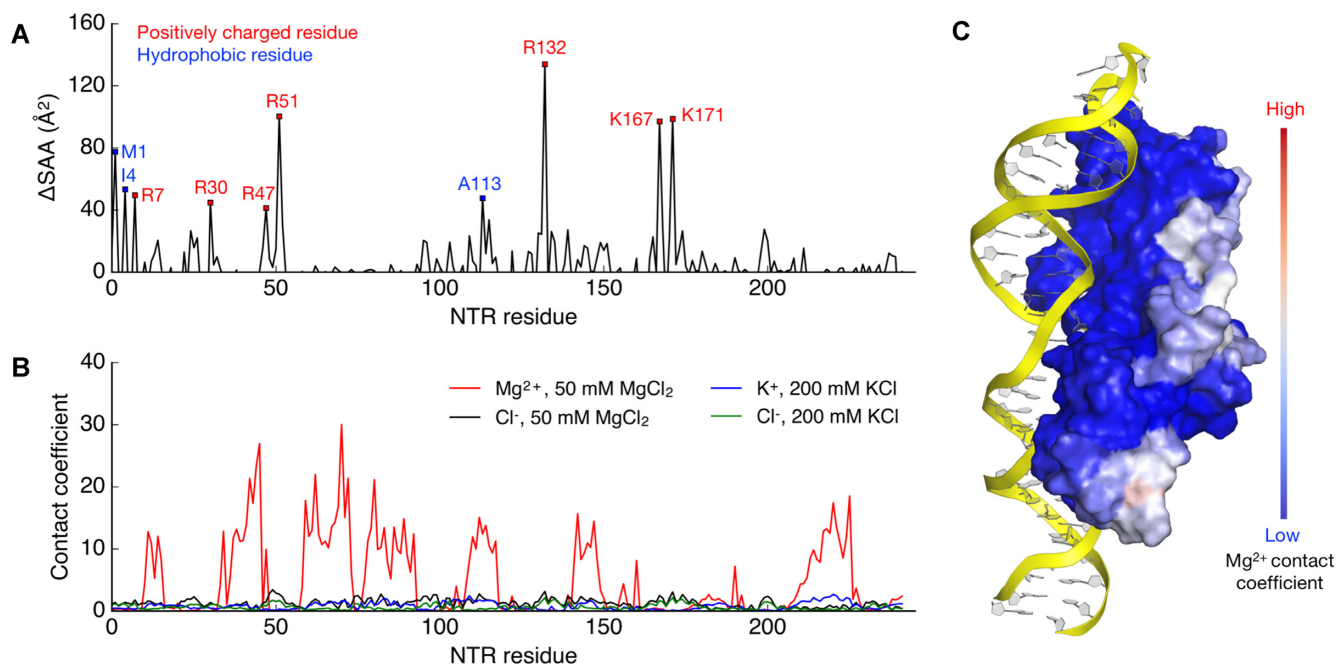 A
160
120
80
40
0
ΔSAA (Å²)
Positively charged residue
Hydrophobic residue
M1
I4
R7
R30
R47
R51
A113
R132
K167
K171
0
50
100
150
200
NTR residue
B
40
30
20
10
0
Contact coefficient
Mg²⁺, 50 mM MgCl₂
Cl⁻, 50 mM MgCl₂
K⁺, 200 mM KCl
Cl⁻, 200 mM KCl
0
50
100
150
200
NTR residue
C
High
Low
Mg²⁺ contact
coefficient